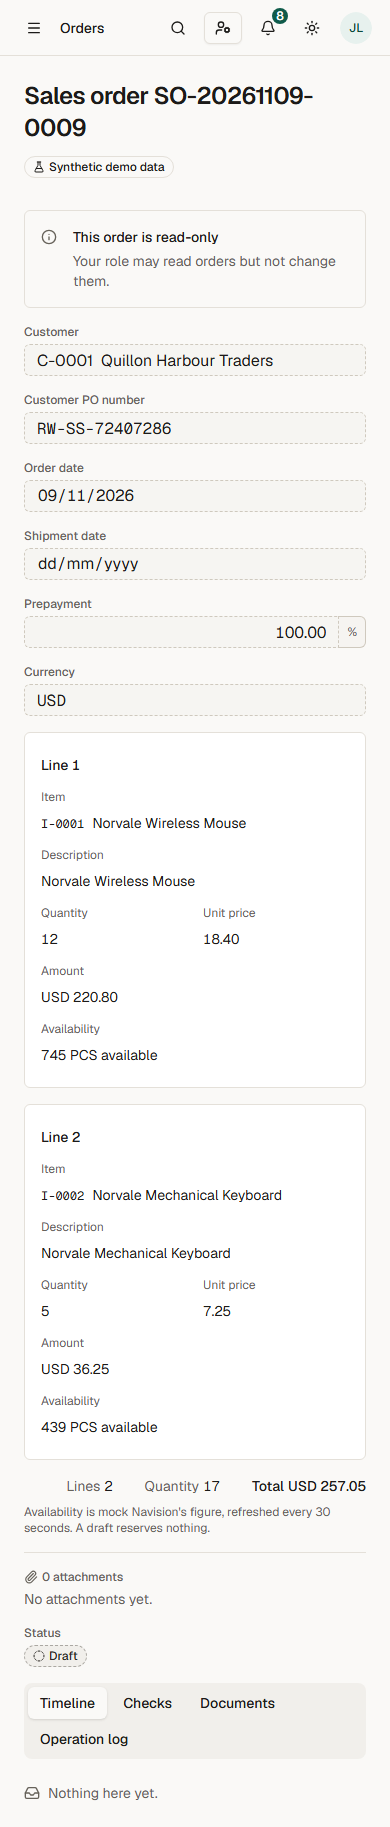 Orders
8
JL
Sales order SO-20261109-
0009
Synthetic demo data
This order is read-only
Your role may read orders but not change
them.
Customer
C-0001 Quillon Harbour Traders
Customer PO number
RW-SS-72407286
Order date
09/11/2026
Shipment date
dd/mm/yyyy
Prepayment
100.00 %
Currency
USD
Line 1
Item
I-0001 Norvale Wireless Mouse
Description
Norvale Wireless Mouse
Quantity Unit price
12 18.40
Amount
USD 220.80
Availability
745 PCS available
Line 2
Item
I-0002 Norvale Mechanical Keyboard
Description
Norvale Mechanical Keyboard
Quantity Unit price
5 7.25
Amount
USD 36.25
Availability
439 PCS available
Lines 2 Quantity 17 Total USD 257.05
Availability is mock Navision's figure, refreshed every 30
seconds. A draft reserves nothing.
0 attachments
No attachments yet.
Status
Draft
Timeline Checks Documents
Operation log
Nothing here yet.